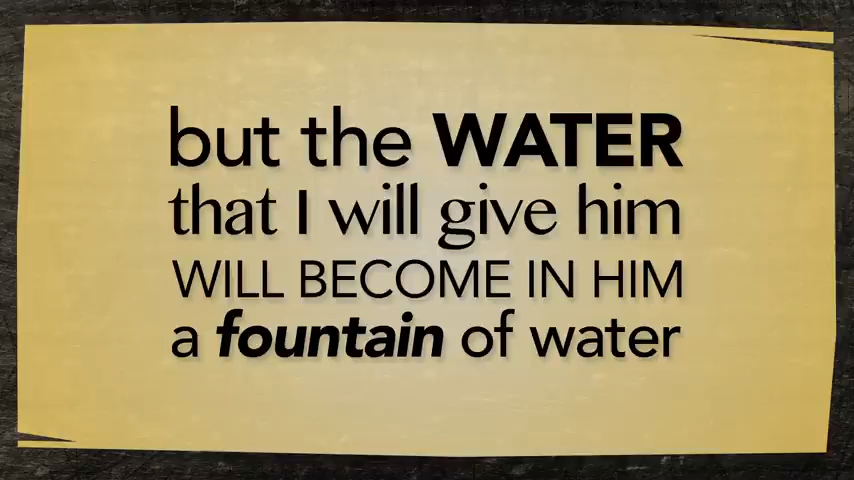 but the WATER
that I will give him
WILL BECOME IN HIM
a fountain of water